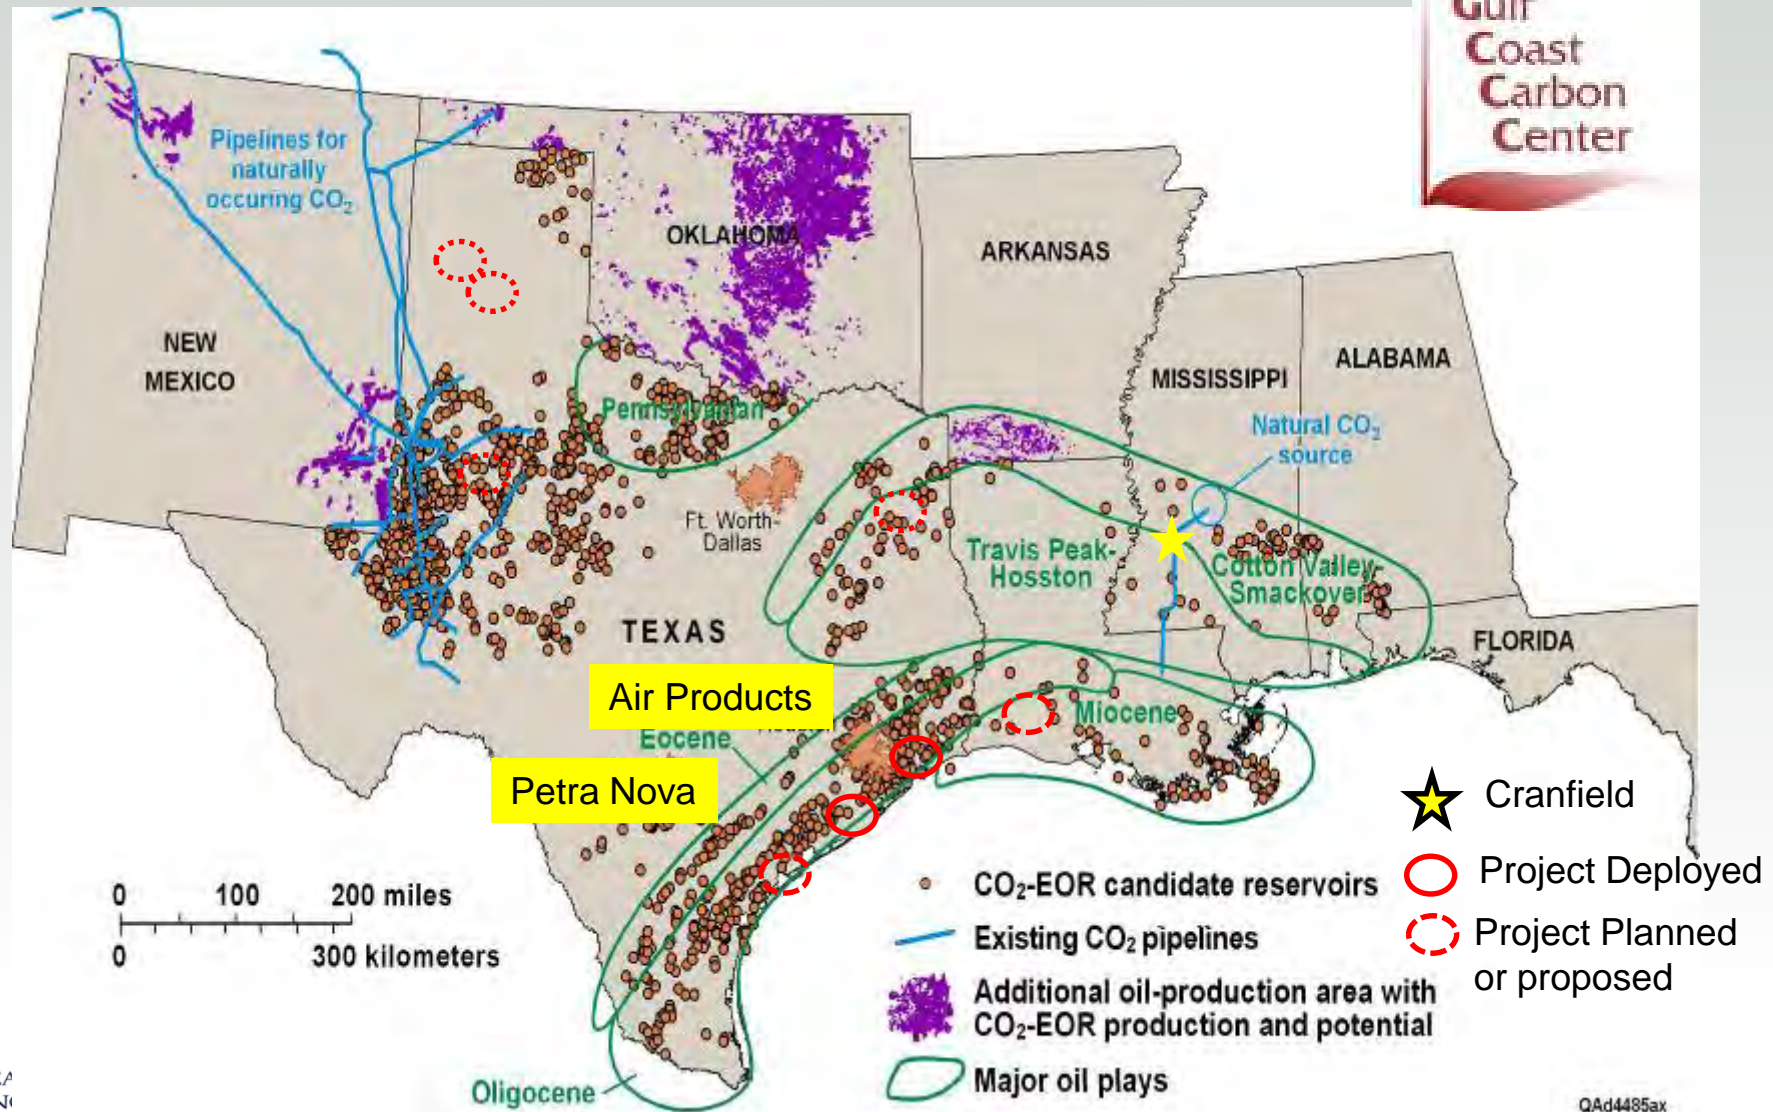 Gulf
Coast
Carbon
Center
Pipelines for
naturally
occuring CO₂
OKLAHOMA
ARKANSAS
NEW
MEXICO
MISSISSIPPI
ALABAMA
Pennsylvanian
Natural CO₂
source
Ft. Worth-
Dallas
Travis Peak-
Hosston
Cotton Valley-
Smackover
TEXAS
FLORIDA
Air Products
Eocene
Miocene
Petra Nova
Cranfield
Project Deployed
Project Planned
or proposed
0 100 200 miles
0 300 kilometers
CO₂-EOR candidate reservoirs
Existing CO₂ pipelines
Additional oil-production area with
CO₂-EOR production and potential
Major oil plays
Oligocene
QAd4485ax